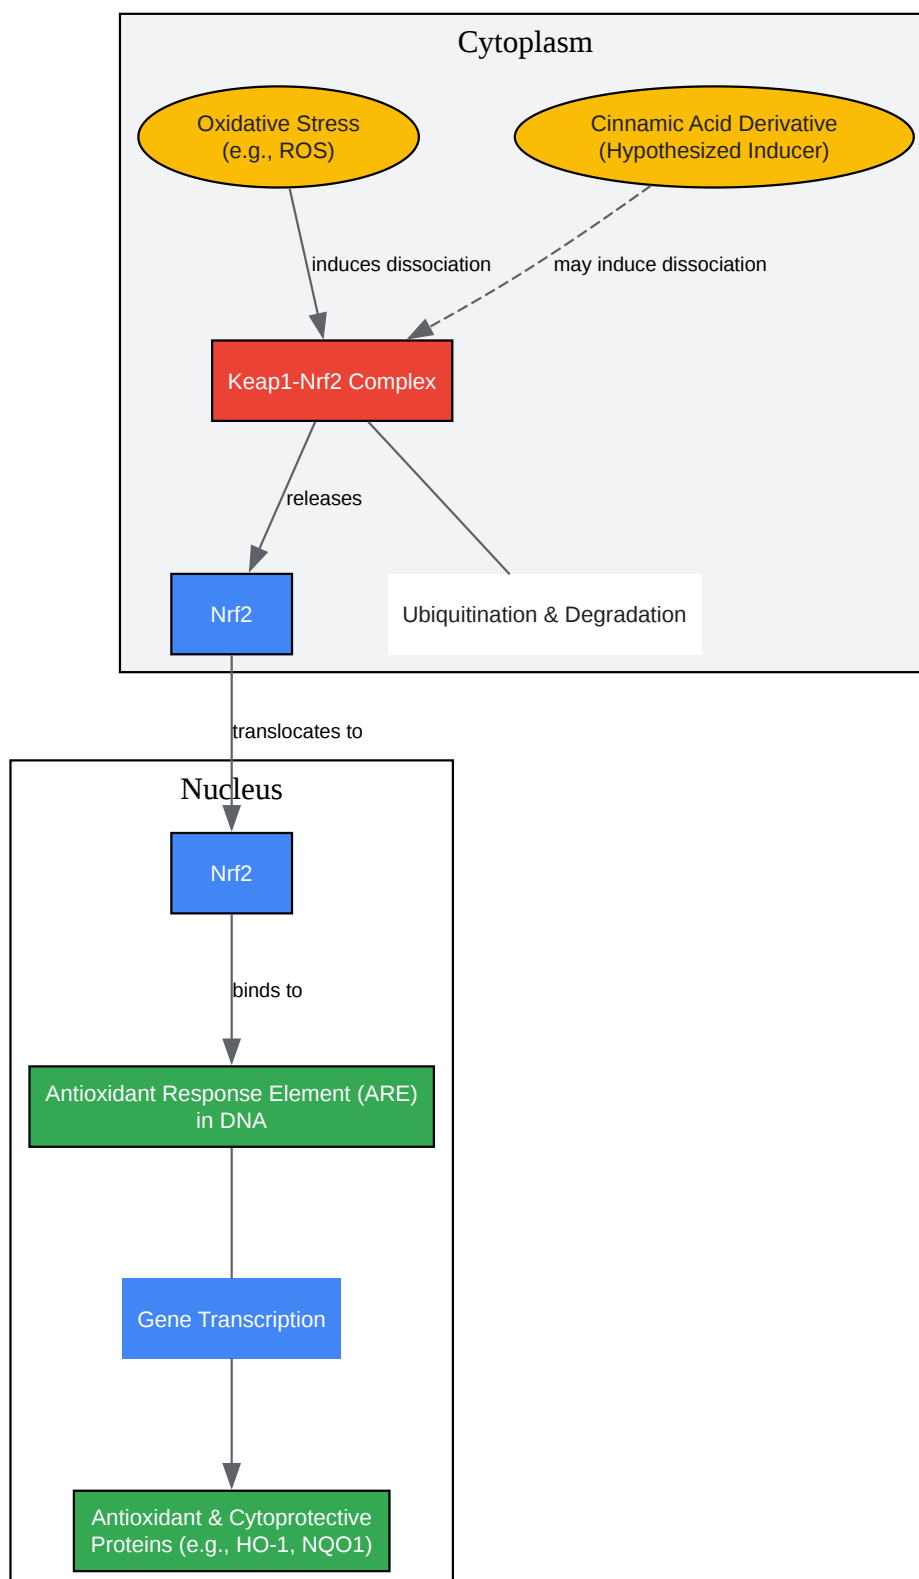 Cytoplasm
Oxidative Stress
(e.g., ROS)
Cinnamic Acid Derivative
(Hypothesized Inducer)
induces dissociation
may induce dissociation
Keap1-Nrf2 Complex
releases
Nrf2
Ubiquitination & Degradation
translocates to
Nucleus
Nrf2
binds to
Antioxidant Response Element (ARE)
in DNA
Gene Transcription
Antioxidant & Cytoprotective
Proteins (e.g., HO-1, NQO1)